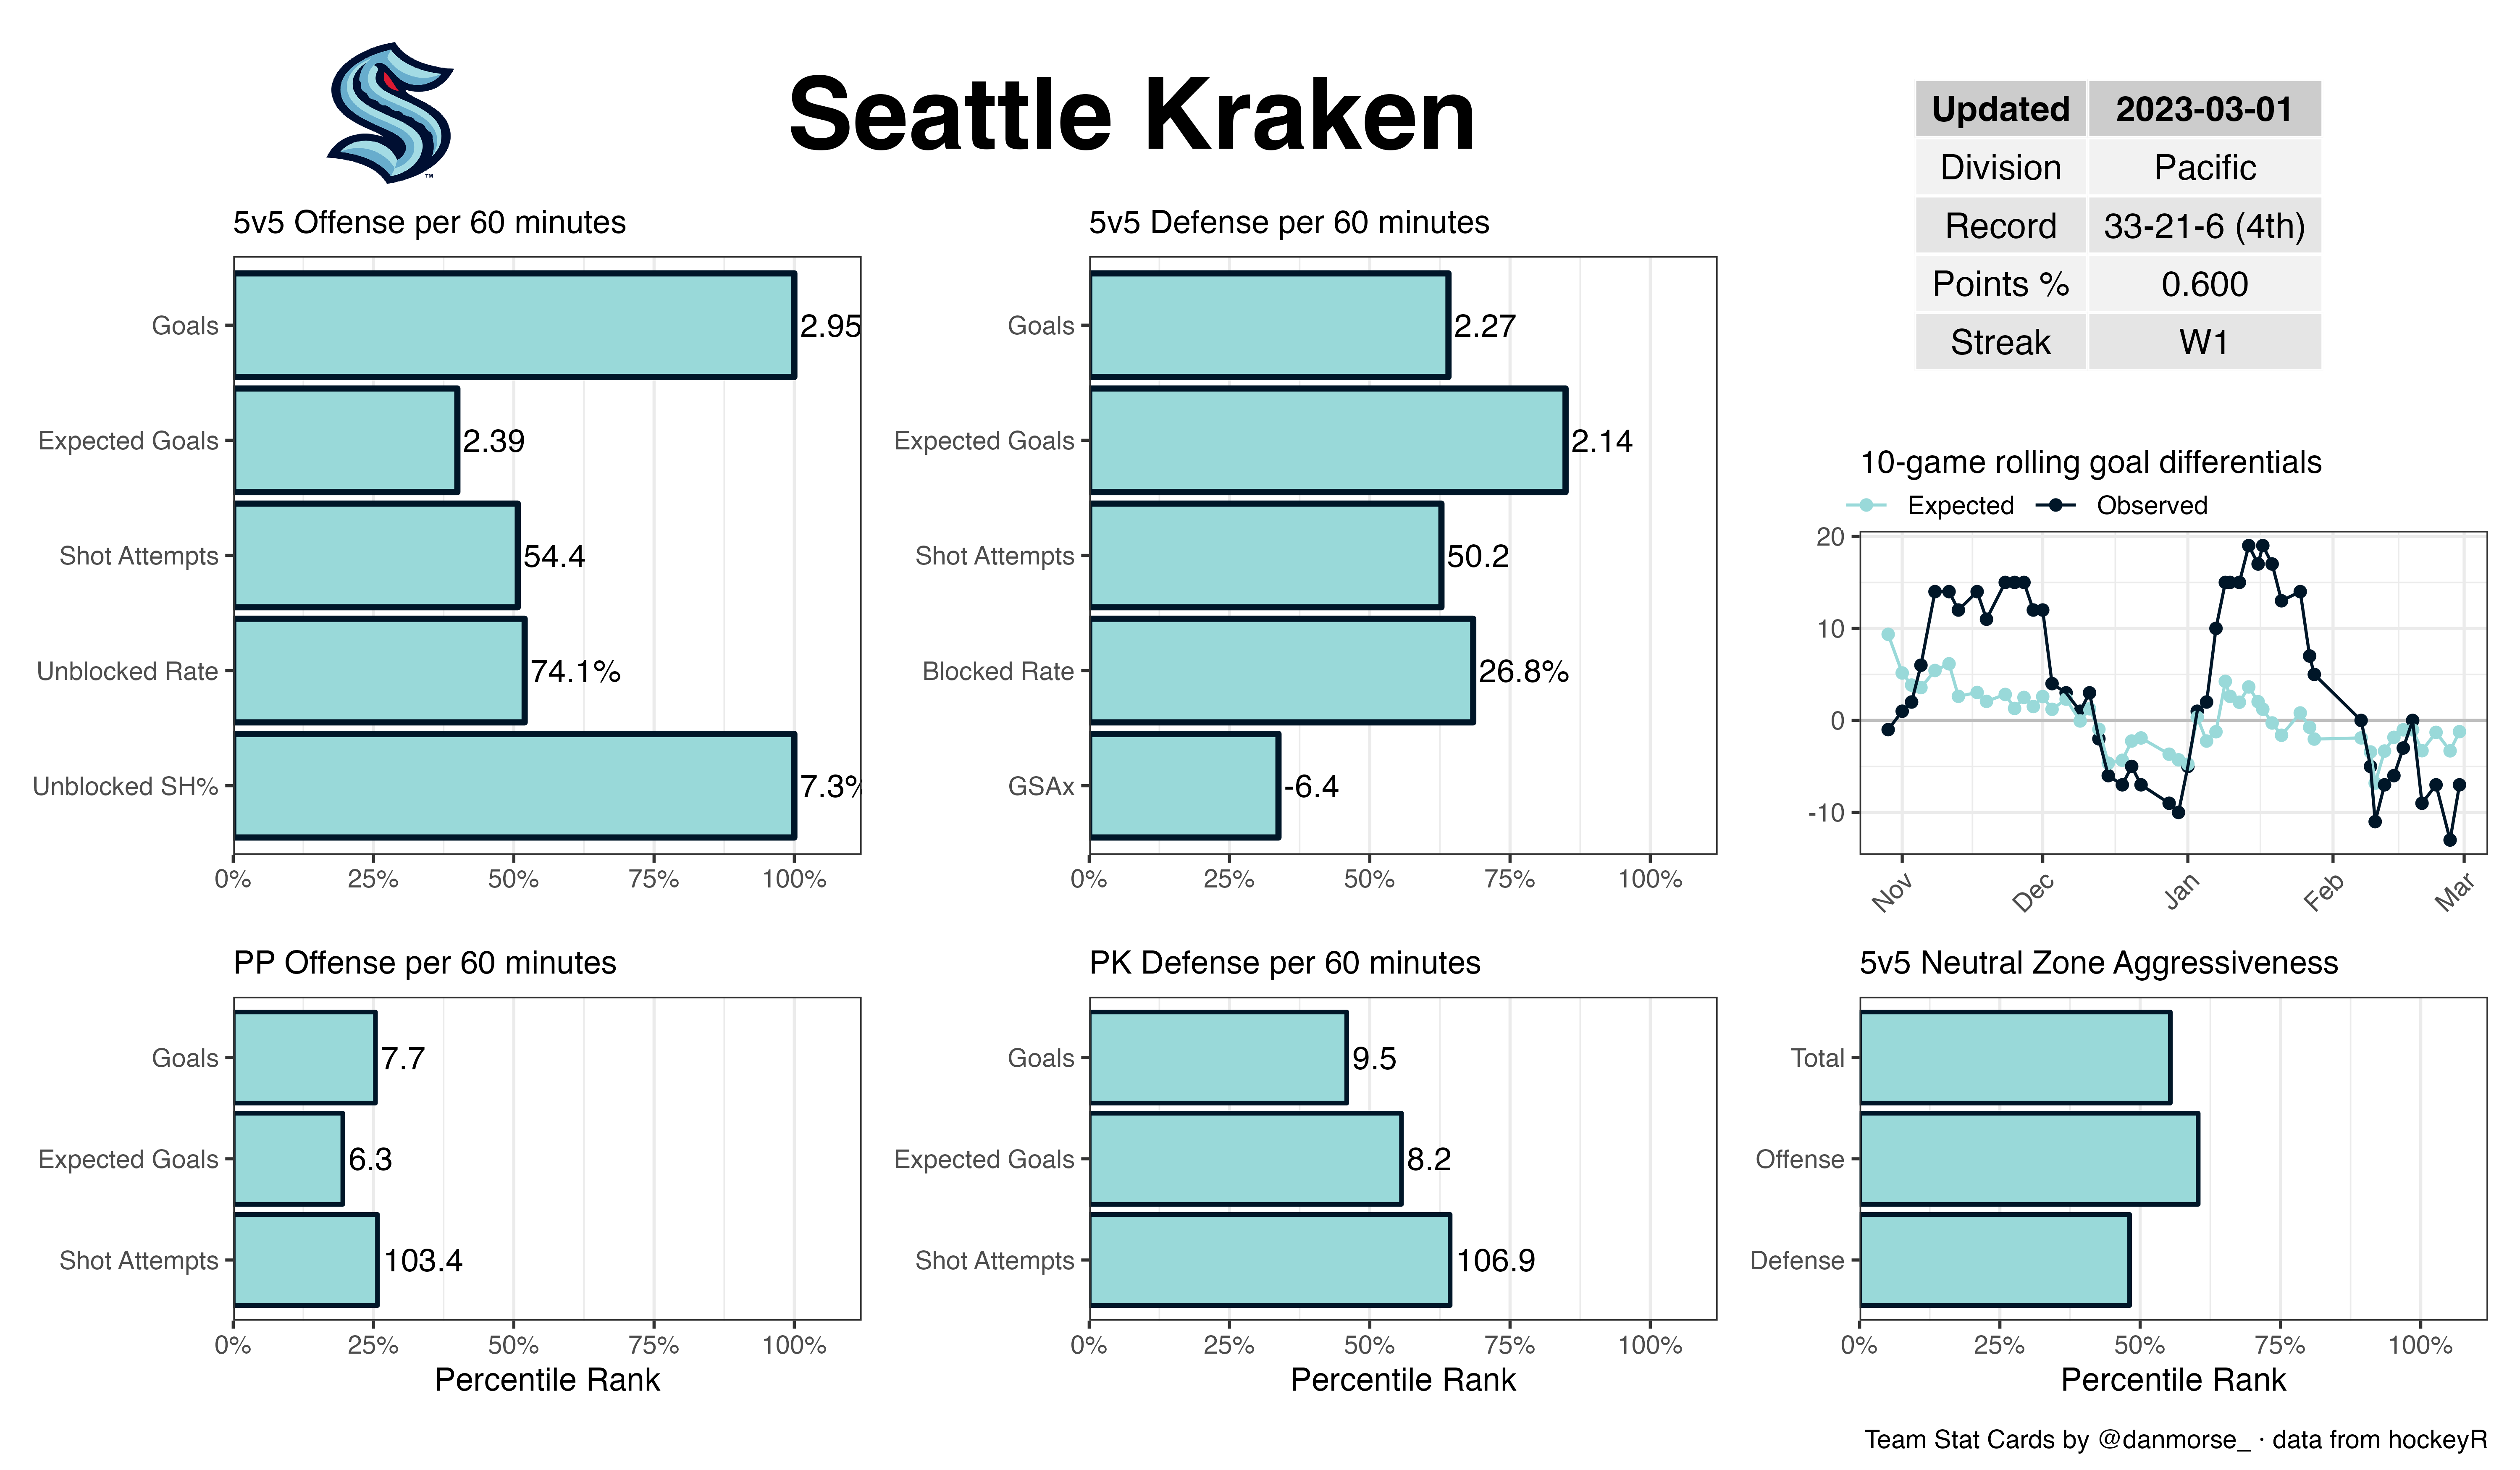 Seattle Kraken
Updated 2023-03-01
Division Pacific
Record 33-21-6 (4th)
Points % 0.600
Streak W1
5v5 Offense per 60 minutes
Goals 2.95
Expected Goals 2.39
Shot Attempts 54.4
Unblocked Rate 74.1%
Unblocked SH% 7.3%
0% 25% 50% 75% 100%
5v5 Defense per 60 minutes
Goals 2.27
Expected Goals 2.14
Shot Attempts 50.2
Blocked Rate 26.8%
GSAx -6.4
0% 25% 50% 75% 100%
10-game rolling goal differentials
Expected Observed
20
10
0
-10
Nov Dec Jan Feb Mar
PP Offense per 60 minutes
Goals 7.7
Expected Goals 6.3
Shot Attempts 103.4
0% 25% 50% 75% 100%
Percentile Rank
PK Defense per 60 minutes
Goals 9.5
Expected Goals 8.2
Shot Attempts 106.9
0% 25% 50% 75% 100%
Percentile Rank
5v5 Neutral Zone Aggressiveness
Total
Offense
Defense
0% 25% 50% 75% 100%
Percentile Rank
Team Stat Cards by @danmorse_ · data from hockeyR